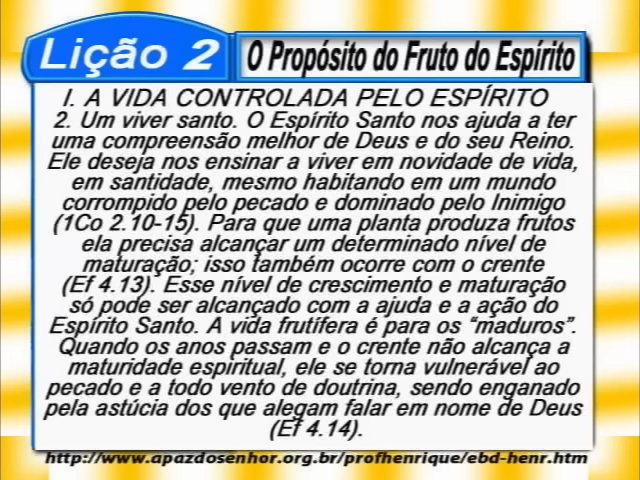 Lição 2
O Propósito do Fruto do Espírito
I. A VIDA CONTROLADA PELO ESPÍRITO
2. Um viver santo. O Espírito Santo nos ajuda a ter
uma compreensão melhor de Deus e do seu Reino.
Ele deseja nos ensinar a viver em novidade de vida,
em santidade, mesmo habitando em um mundo
corrompido pelo pecado e dominado pelo Inimigo
(1Co 2.10-15). Para que uma planta produza frutos
ela precisa alcançar um determinado nível de
maturação; isso também ocorre com o crente
(Ef 4.13). Esse nível de crescimento e maturação
só pode ser alcançado com a ajuda e a ação do
Espírito Santo. A vida frutífera é para os “maduros”.
Quando os anos passam e o crente não alcança a
maturidade espiritual, ele se torna vulnerável ao
pecado e a todo vento de doutrina, sendo enganado
pela astúcia dos que alegam falar em nome de Deus
(Ef 4.14).
http://www.apazdosenhor.org.br/profhenrique/ebd-henr.htm